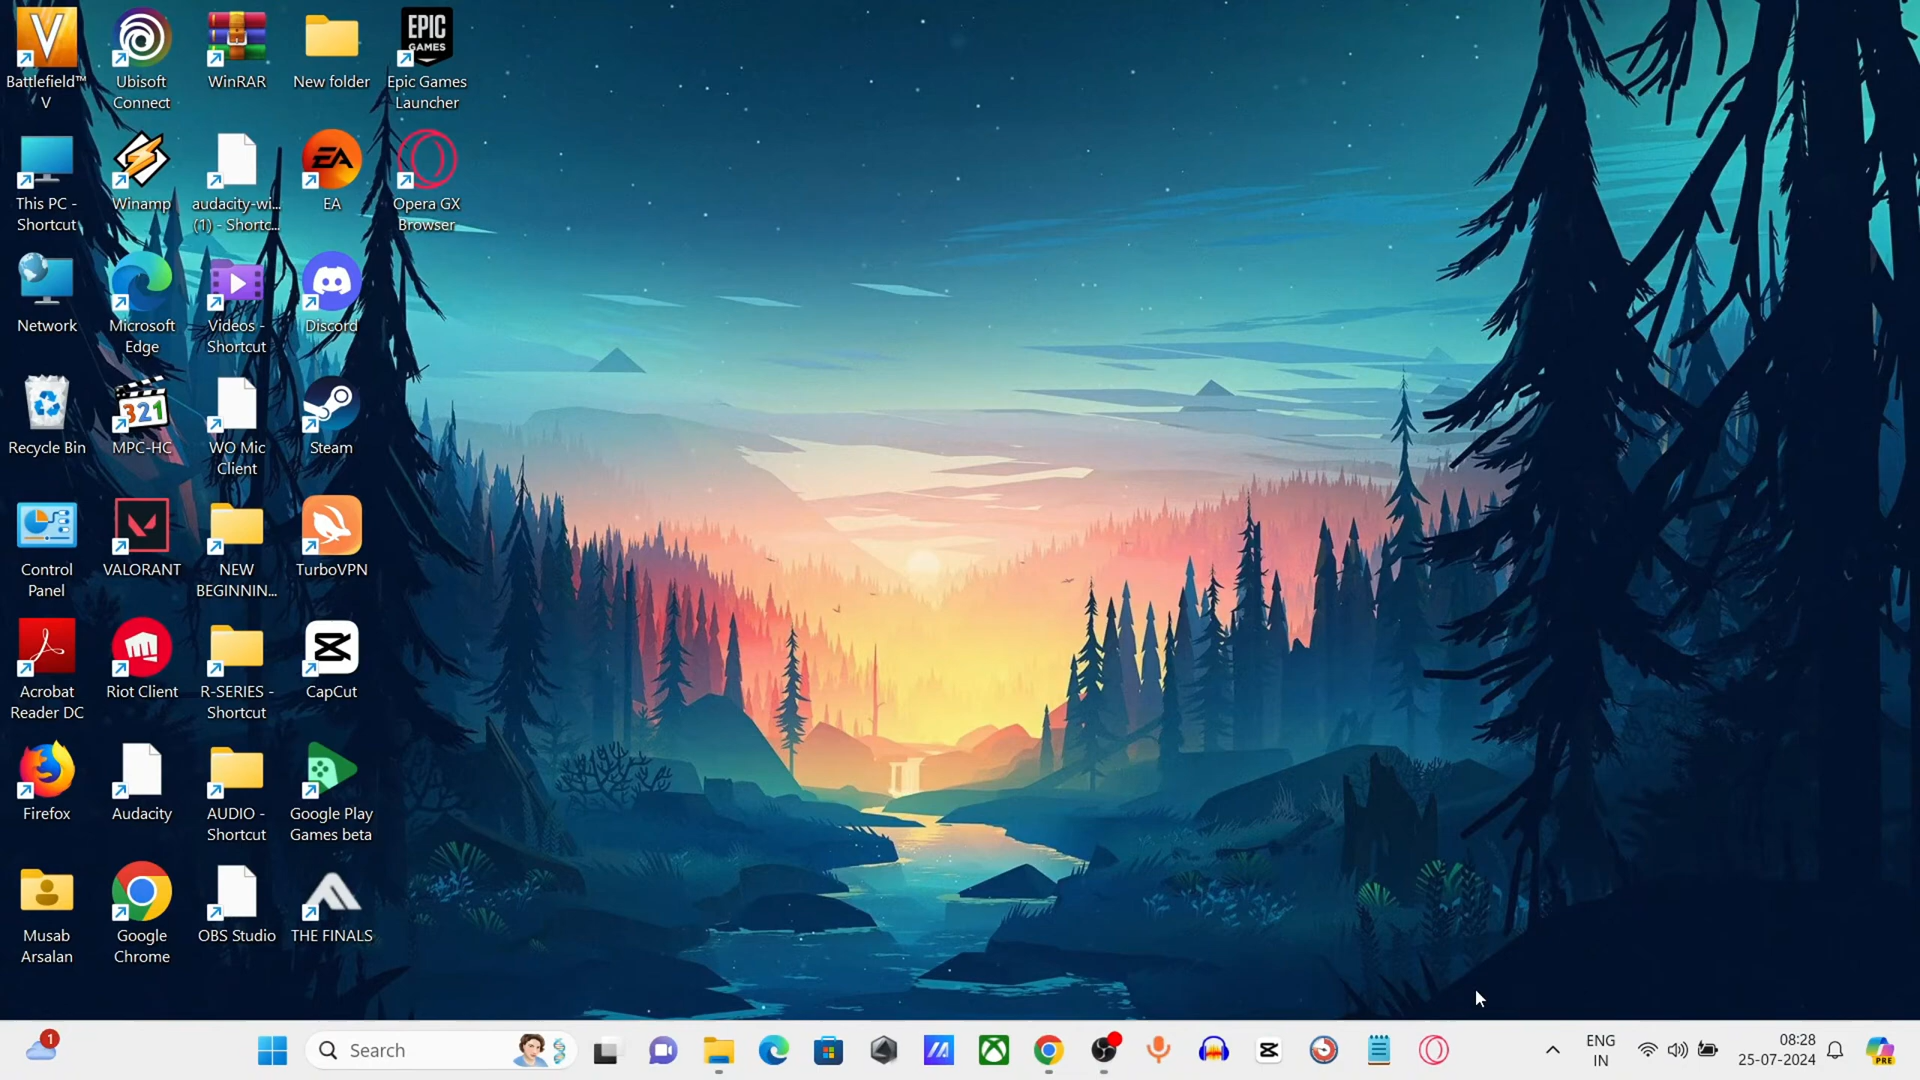 Battlefield™
V
Ubisoft
Connect
WinRAR
New folder
EPIC
GAMES
Epic Games
Launcher
This PC -
Shortcut
Winamp
audacity-wi...
(1) - Shortc...
EA
EA
Opera GX
Browser
Network
Microsoft
Edge
Videos -
Shortcut
Discord
Recycle Bin
321
MPC-HC
WO Mic
Client
Steam
Control
Panel
VALORANT
NEW
BEGINNIN...
TurboVPN
Acrobat
Reader DC
Riot Client
R-SERIES -
Shortcut
CapCut
Firefox
Audacity
AUDIO -
Shortcut
Google Play
Games beta
Musab
Arsalan
Google
Chrome
OBS Studio
THE FINALS
1
Search
ENG
IN
08:28
25-07-2024
PRE